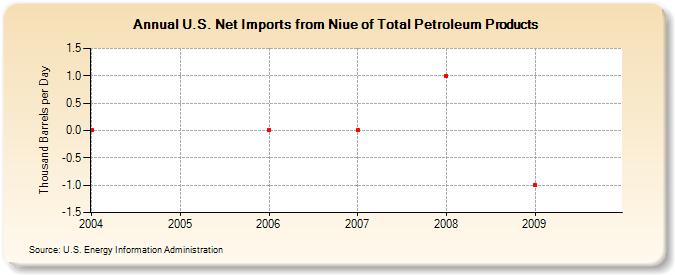 Annual U.S. Net Imports from Niue of Total Petroleum Products
Thousand Barrels per Day
1.5
1.0
0.5
0.0
-0.5
-1.0
-1.5
2004 2005 2006 2007 2008 2009
Source: U.S. Energy Information Administration